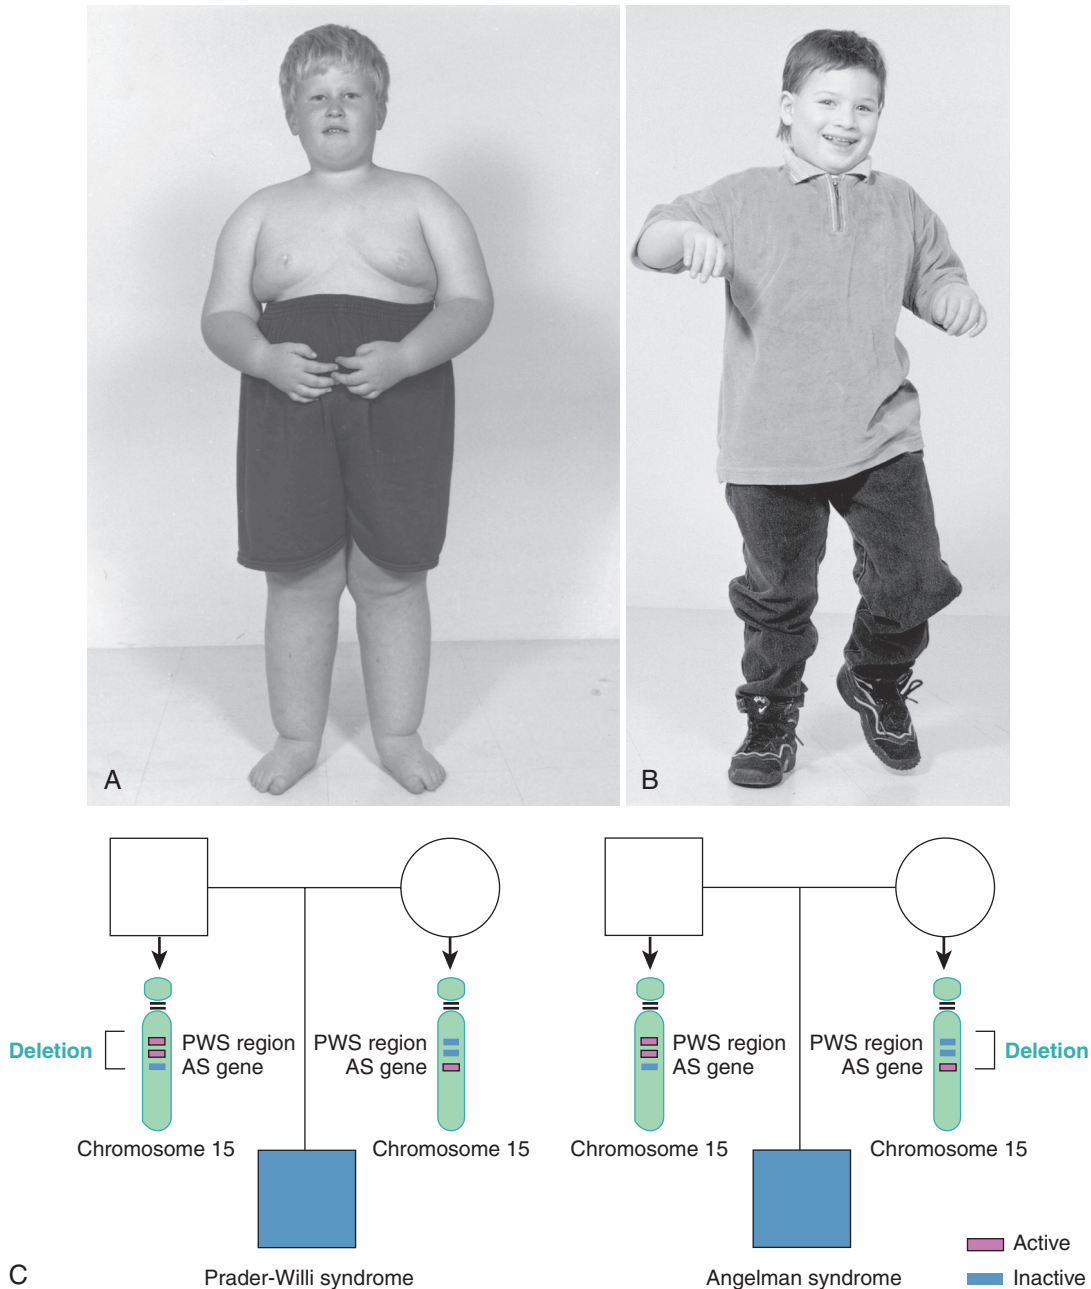 A
B
Deletion
PWS region
AS gene
PWS region
AS gene
Chromosome 15
Chromosome 15
Prader-Willi syndrome
PWS region
AS gene
PWS region
AS gene
Deletion
Chromosome 15
Chromosome 15
Angelman syndrome
Active
Inactive
C